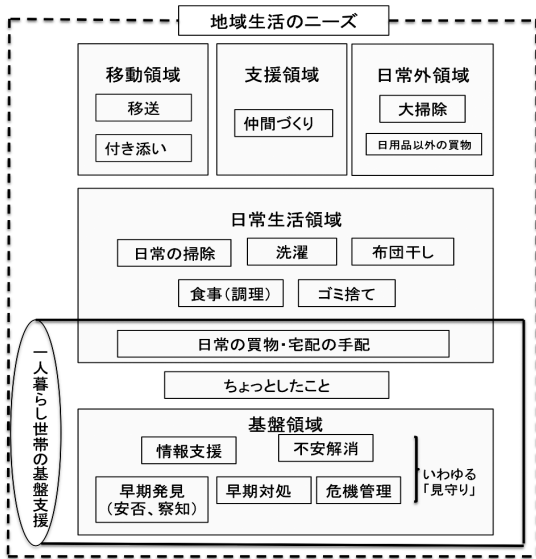 地域生活のニーズ
移動領域
移送
付き添い
支援領域
仲間づくり
日常外領域
大掃除
日用品以外の買物
日常生活領域
日常の掃除
洗濯
布団干し
食事(調理)
ゴミ捨て
日常の買物・宅配の手配
ちょっとしたこと
一人暮らし世帯の基盤支援
基盤領域
情報支援
不安解消
早期発見
(安否、察知)
早期対処
危機管理
いわゆる
「見守り」